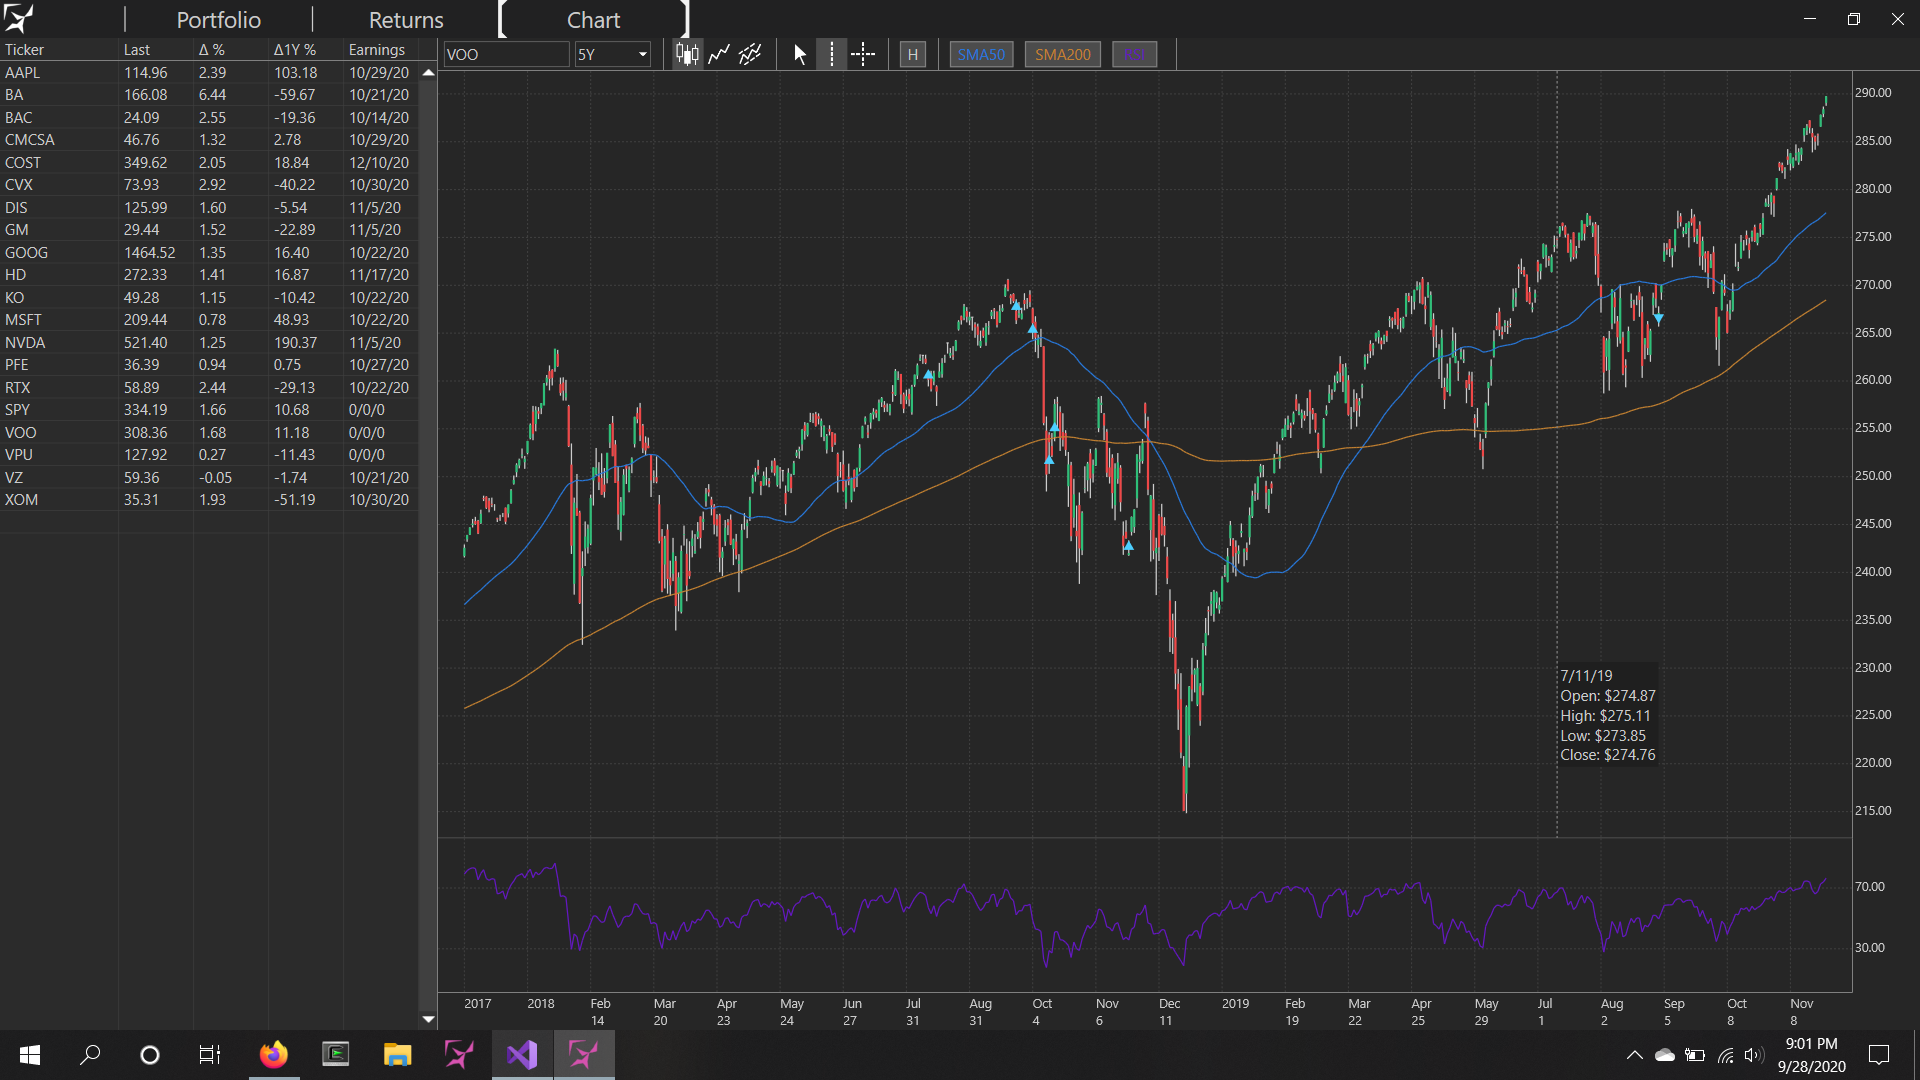 Portfolio Returns Chart
Ticker Last Δ % Δ1Y % Earnings
VOO 5Y H SMA50 SMA200 RSI
AAPL 114.96 2.39 103.18 10/29/20
BA 166.08 6.44 -59.67 10/21/20
BAC 24.09 2.55 -19.36 10/14/20
CMCSA 46.76 1.32 2.78 10/29/20
COST 349.62 2.05 18.84 12/10/20
CVX 73.93 2.92 -40.22 10/30/20
DIS 125.99 1.60 -5.54 11/5/20
GM 29.44 1.52 -22.89 11/5/20
GOOG 1464.52 1.35 16.40 10/22/20
HD 272.33 1.41 16.87 11/17/20
KO 49.28 1.15 -10.42 10/22/20
MSFT 209.44 0.78 48.93 10/22/20
NVDA 521.40 1.25 190.37 11/5/20
PFE 36.39 0.94 0.75 10/27/20
RTX 58.89 2.44 -29.13 10/22/20
SPY 334.19 1.66 10.68 0/0/0
VOO 308.36 1.68 11.18 0/0/0
VPU 127.92 0.27 -11.43 0/0/0
VZ 59.36 -0.05 -1.74 10/21/20
XOM 35.31 1.93 -51.19 10/30/20
290.00
285.00
280.00
275.00
270.00
265.00
260.00
255.00
250.00
245.00
240.00
235.00
230.00
225.00
220.00
215.00
7/11/19
Open: $274.87
High: $275.11
Low: $273.85
Close: $274.76
70.00
30.00
2017 2018 Feb Mar Apr May Jun Jul Aug Oct Nov Dec 2019 Feb Mar Apr May Jul Aug Sep Oct Nov
14 20 23 24 27 31 31 4 6 11 19 22 25 29 1 2 5 8 8
9:01 PM
9/28/2020